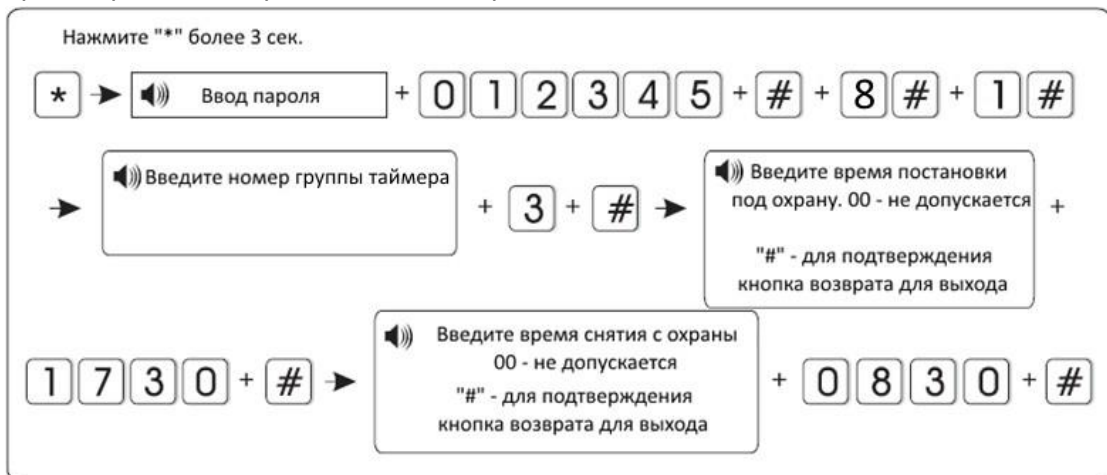 Нажмите "*" более 3 сек.
* Ввод пароля + 0 1 2 3 4 5 + # + 8 # + 1 #
Введите номер группы таймера
+ 3 + #
Введите время постановки
под охрану. 00 - не допускается
"#" - для подтверждения
кнопка возврата для выхода
+
1 7 3 0 + #
Введите время снятия с охраны
00 - не допускается
"#" - для подтверждения
кнопка возврата для выхода
+ 0 8 3 0 + #